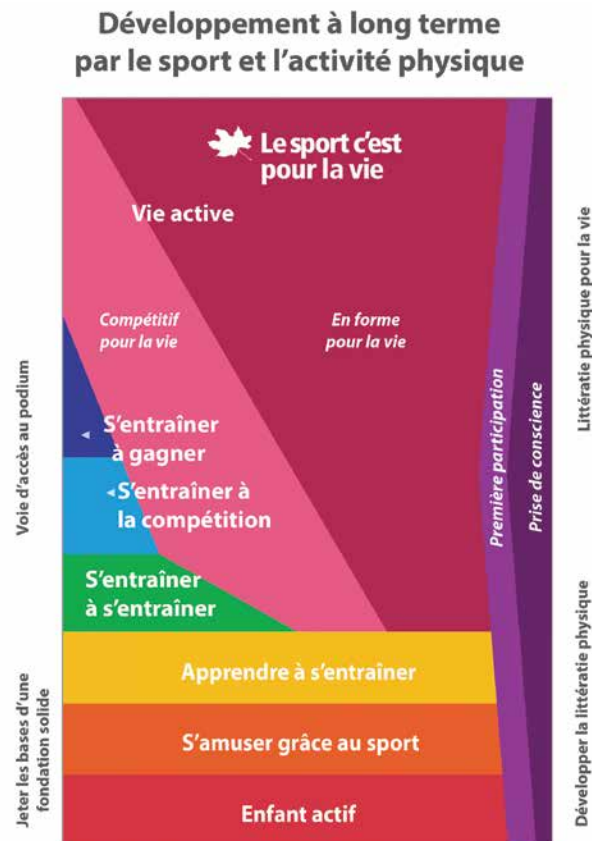 Développement à long terme
par le sport et l'activité physique
Le sport c'est
pour la vie
Vie active
Compétitif
pour la vie
En forme
pour la vie
S'entraîner
à gagner
S'entraîner à
la compétition
S'entraîner
à s'entraîner
Apprendre à s'entraîner
S'amuser grâce au sport
Enfant actif
Voie d'accès au podium
Jeter les bases d'une
fondation solide
Première participation
Prise de conscience
Littératie physique pour la vie
Développer la littératie physique